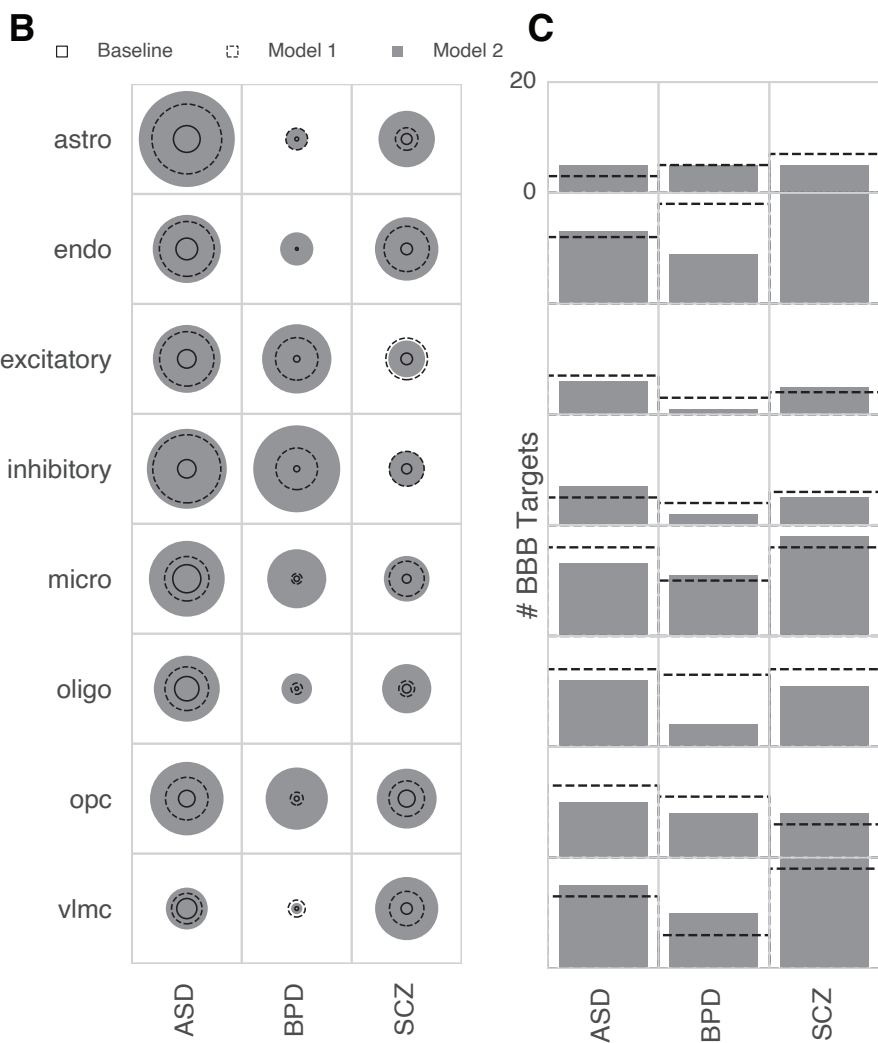 B
Baseline Model 1 Model 2
astro
endo
excitatory
inhibitory
micro
oligo
opc
vlmc
ASD BPD SCZ
C
20
0
# BBB Targets
ASD BPD SCZ